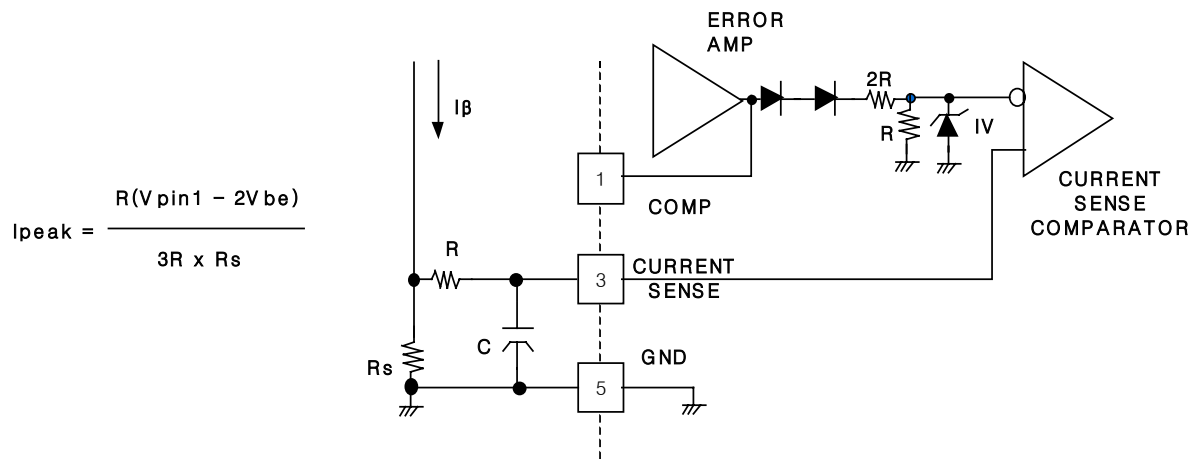 ERROR
AMP
2R
R
IV
Iβ
1
COMP
CURRENT
SENSE
COMPARATOR
Ipeak =
R(Vpin1 - 2Vbe)
3R x Rs
R
3
CURRENT
SENSE
C
Rs
GND
5